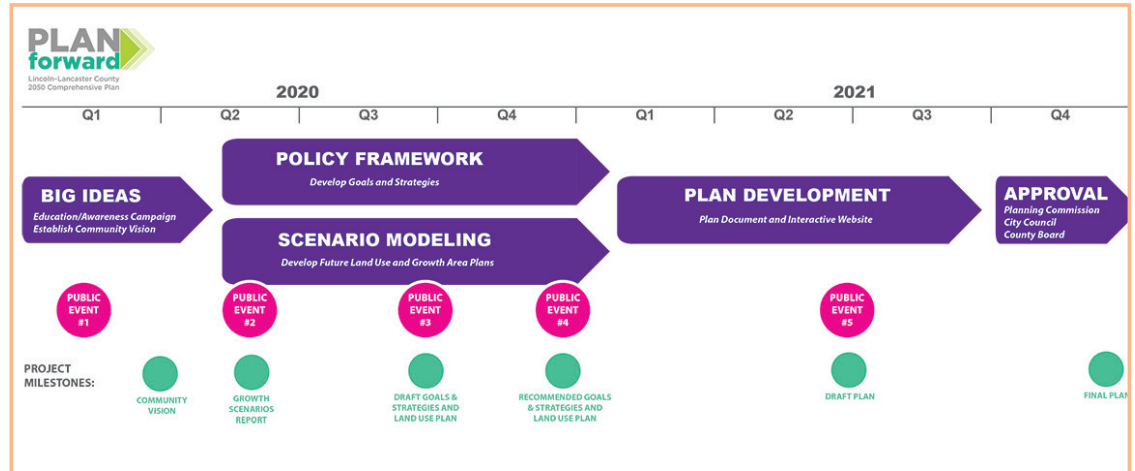 PLAN
forward
Lincoln-Lancaster County
2050 Comprehensive Plan
2020
2021
Q1
Q2
Q3
Q4
Q1
Q2
Q3
Q4
BIG IDEAS
Education/Awareness Campaign
Establish Community Vision
POLICY FRAMEWORK
Develop Goals and Strategies
SCENARIO MODELING
Develop Future Land Use and Growth Area Plans
PLAN DEVELOPMENT
Plan Document and Interactive Website
APPROVAL
Planning Commission
City Council
County Board
PUBLIC
EVENT
#1
PUBLIC
EVENT
#2
PUBLIC
EVENT
#3
PUBLIC
EVENT
#4
PUBLIC
EVENT
#5
PROJECT
MILESTONES:
COMMUNITY
VISION
GROWTH
SCENARIOS
REPORT
DRAFT GOALS &
STRATEGIES AND
LAND USE PLAN
RECOMMENDED GOALS
& STRATEGIES AND
LAND USE PLAN
DRAFT PLAN
FINAL PLAN